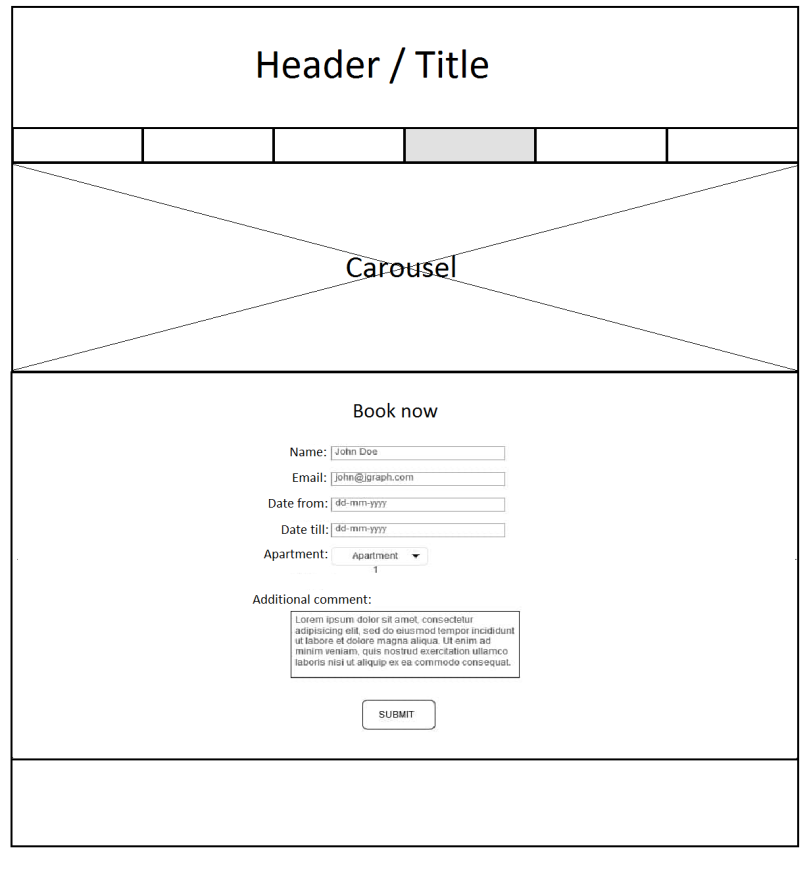 Header / Title
Carousel
Book now
Name: John Doe
Email: john@jgraph.com
Date from: dd-mm-yyyy
Date till: dd-mm-yyyy
Apartment: Apartment
1
Additional comment:
Lorem ipsum dolor sit amet, consectetur
adipisicing elit, sed do eiusmod tempor incididunt
ut labore et dolore magna aliqua. Ut enim ad
minim veniam, quis nostrud exercitation ullamco
laboris nisi ut aliquip ex ea commodo consequat.
SUBMIT